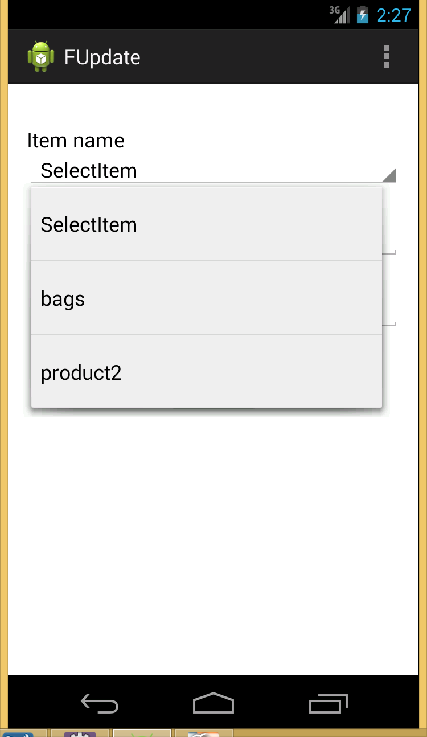 3G 2:27
FUpdate
Item name
SelectItem
SelectItem
bags
product2